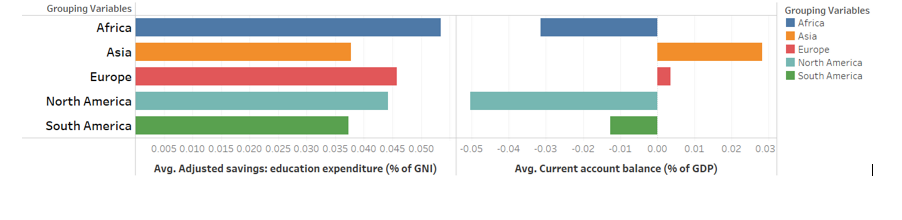 Grouping Variables
Africa
Asia
Europe
North America
South America
0.005 0.010 0.015 0.020 0.025 0.030 0.035 0.040 0.045 0.050
Avg. Adjusted savings: education expenditure (% of GNI)
-0.05 -0.04 -0.03 -0.02 -0.01 0.00 0.01 0.02 0.03
Avg. Current account balance (% of GDP)
Grouping Variables
Africa
Asia
Europe
North America
South America